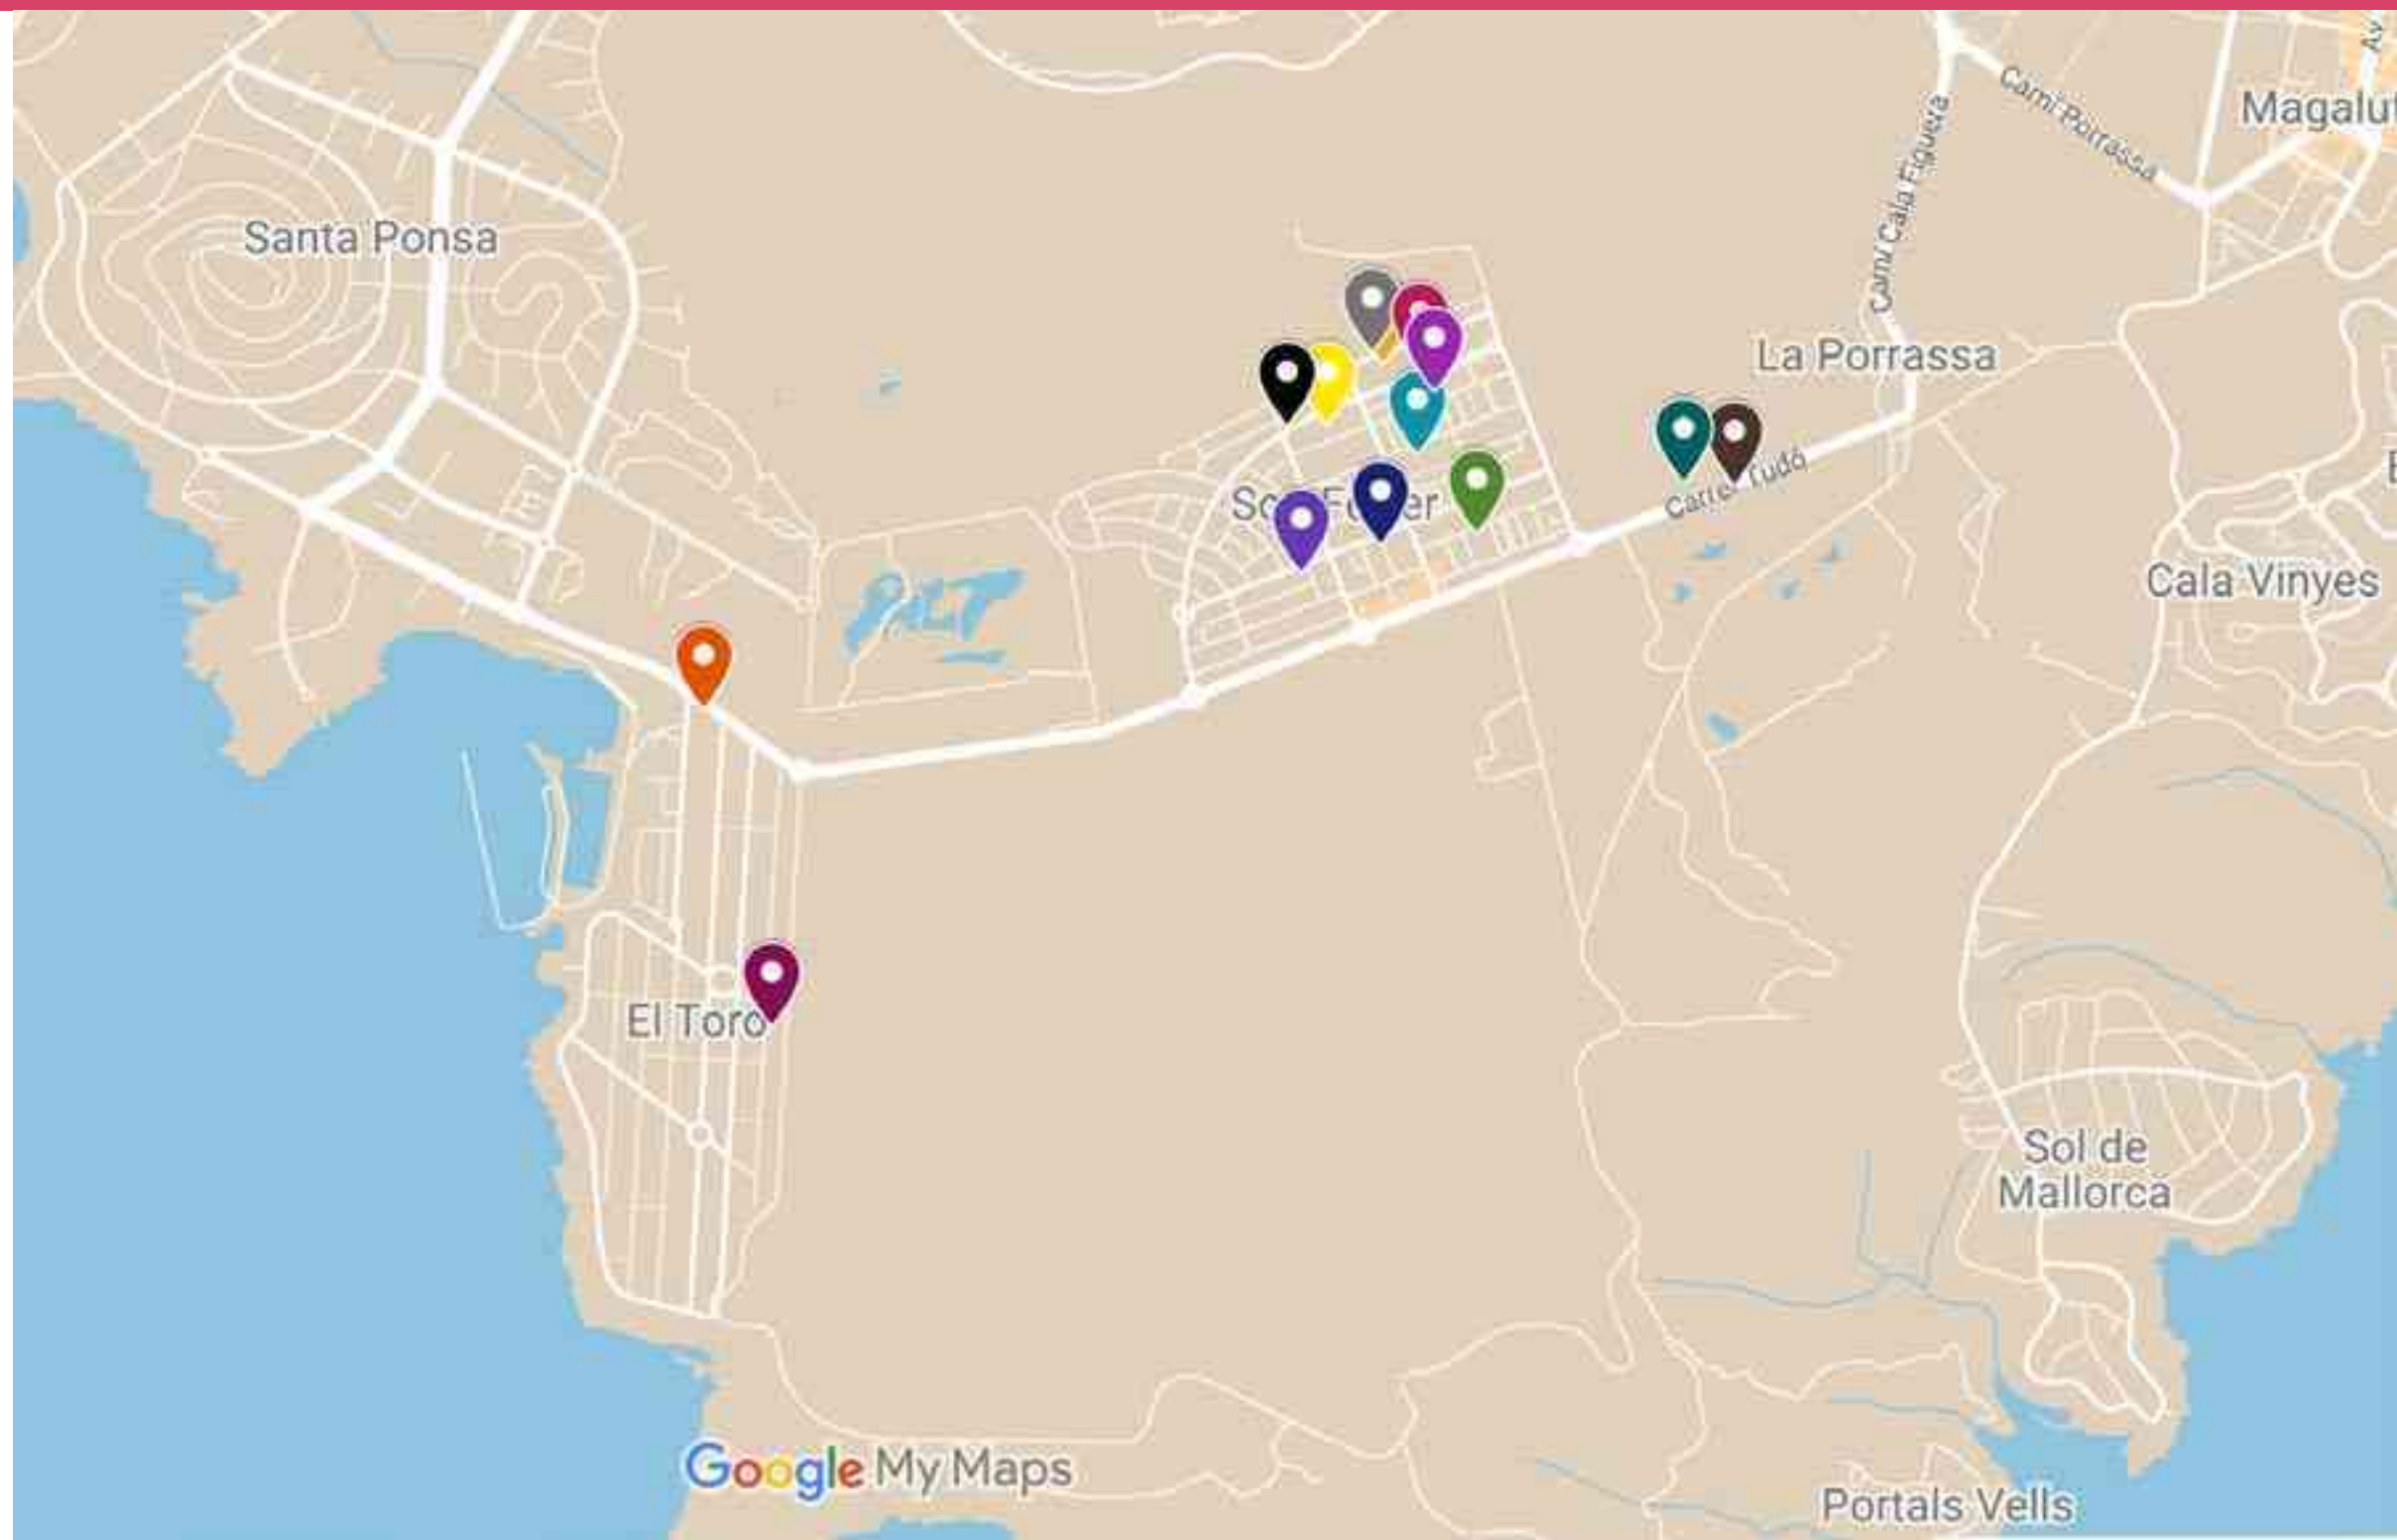 Av
Camí Porrassa
Camí Cala Figuera
Santa Ponsa
La Porrassa
Carrer Tudó
Cala Vinyes
El Toro
Sol de
Mallorca
Google My Maps
Portals Vells